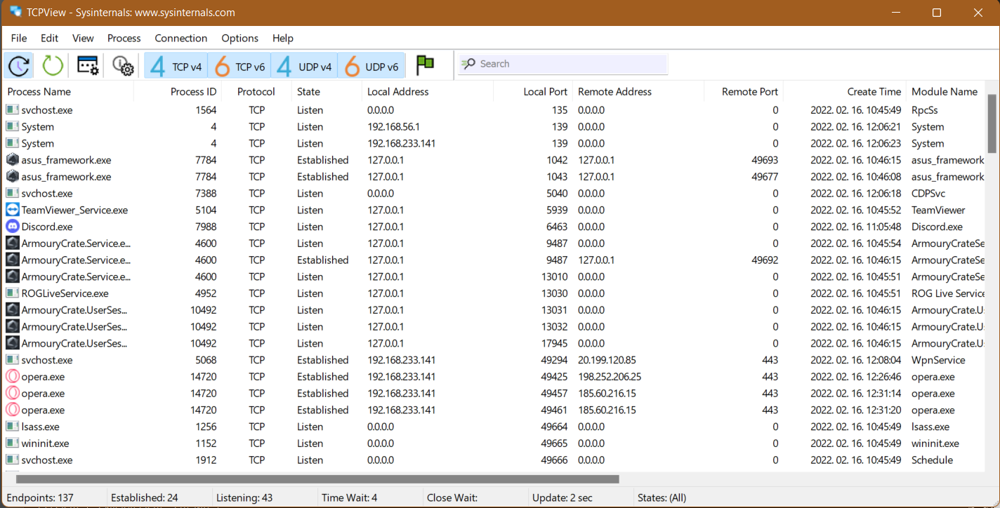 TCPView - Sysinternals: www.sysinternals.com
File Edit View Process Connection Options Help
4 TCP v4 6 TCP v6 4 UDP v4 6 UDP v6 Search
Process Name Process ID Protocol State Local Address Local Port Remote Address Remote Port Create Time Module Name
svchost.exe 1564 TCP Listen 0.0.0.0 135 0.0.0.0 0 2022. 02. 16. 10:45:49 RpcSs
System 4 TCP Listen 192.168.56.1 139 0.0.0.0 0 2022. 02. 16. 12:06:21 System
System 4 TCP Listen 192.168.233.141 139 0.0.0.0 0 2022. 02. 16. 12:06:23 System
asus_framework.exe 7784 TCP Established 127.0.0.1 1042 127.0.0.1 49693 2022. 02. 16. 10:46:15 asus_framework
asus_framework.exe 7784 TCP Established 127.0.0.1 1043 127.0.0.1 49677 2022. 02. 16. 10:46:08 asus_framework
svchost.exe 7388 TCP Listen 0.0.0.0 5040 0.0.0.0 0 2022. 02. 16. 12:06:18 CDPSvc
TeamViewer_Service.exe 5104 TCP Listen 127.0.0.1 5939 0.0.0.0 0 2022. 02. 16. 10:45:52 TeamViewer
Discord.exe 7988 TCP Listen 127.0.0.1 6463 0.0.0.0 0 2022. 02. 16. 11:05:48 Discord.exe
ArmouryCrate.Service.e... 4600 TCP Listen 127.0.0.1 9487 0.0.0.0 0 2022. 02. 16. 10:45:54 ArmouryCrateSe
ArmouryCrate.Service.e... 4600 TCP Established 127.0.0.1 9487 127.0.0.1 49692 2022. 02. 16. 10:46:15 ArmouryCrateSe
ArmouryCrate.Service.e... 4600 TCP Listen 127.0.0.1 13010 0.0.0.0 0 2022. 02. 16. 10:45:51 ArmouryCrateSe
ROGLiveService.exe 4952 TCP Listen 127.0.0.1 13030 0.0.0.0 0 2022. 02. 16. 10:45:51 ROG Live Service
ArmouryCrate.UserSes... 10492 TCP Listen 127.0.0.1 13031 0.0.0.0 0 2022. 02. 16. 10:46:15 ArmouryCrate.U
ArmouryCrate.UserSes... 10492 TCP Listen 127.0.0.1 13032 0.0.0.0 0 2022. 02. 16. 10:46:15 ArmouryCrate.U
ArmouryCrate.UserSes... 10492 TCP Listen 127.0.0.1 17945 0.0.0.0 0 2022. 02. 16. 10:46:15 ArmouryCrate.U
svchost.exe 5068 TCP Established 192.168.233.141 49294 20.199.120.85 443 2022. 02. 16. 12:08:04 WpnService
opera.exe 14720 TCP Established 192.168.233.141 49425 198.252.206.25 443 2022. 02. 16. 12:26:46 opera.exe
opera.exe 14720 TCP Established 192.168.233.141 49457 185.60.216.15 443 2022. 02. 16. 12:31:14 opera.exe
opera.exe 14720 TCP Established 192.168.233.141 49461 185.60.216.15 443 2022. 02. 16. 12:31:20 opera.exe
lsass.exe 1256 TCP Listen 0.0.0.0 49664 0.0.0.0 0 2022. 02. 16. 10:45:49 lsass.exe
wininit.exe 1152 TCP Listen 0.0.0.0 49665 0.0.0.0 0 2022. 02. 16. 10:45:49 wininit.exe
svchost.exe 1912 TCP Listen 0.0.0.0 49666 0.0.0.0 0 2022. 02. 16. 10:45:49 Schedule
Endpoints: 137 Established: 24 Listening: 43 Time Wait: 4 Close Wait: Update: 2 sec States: (All)